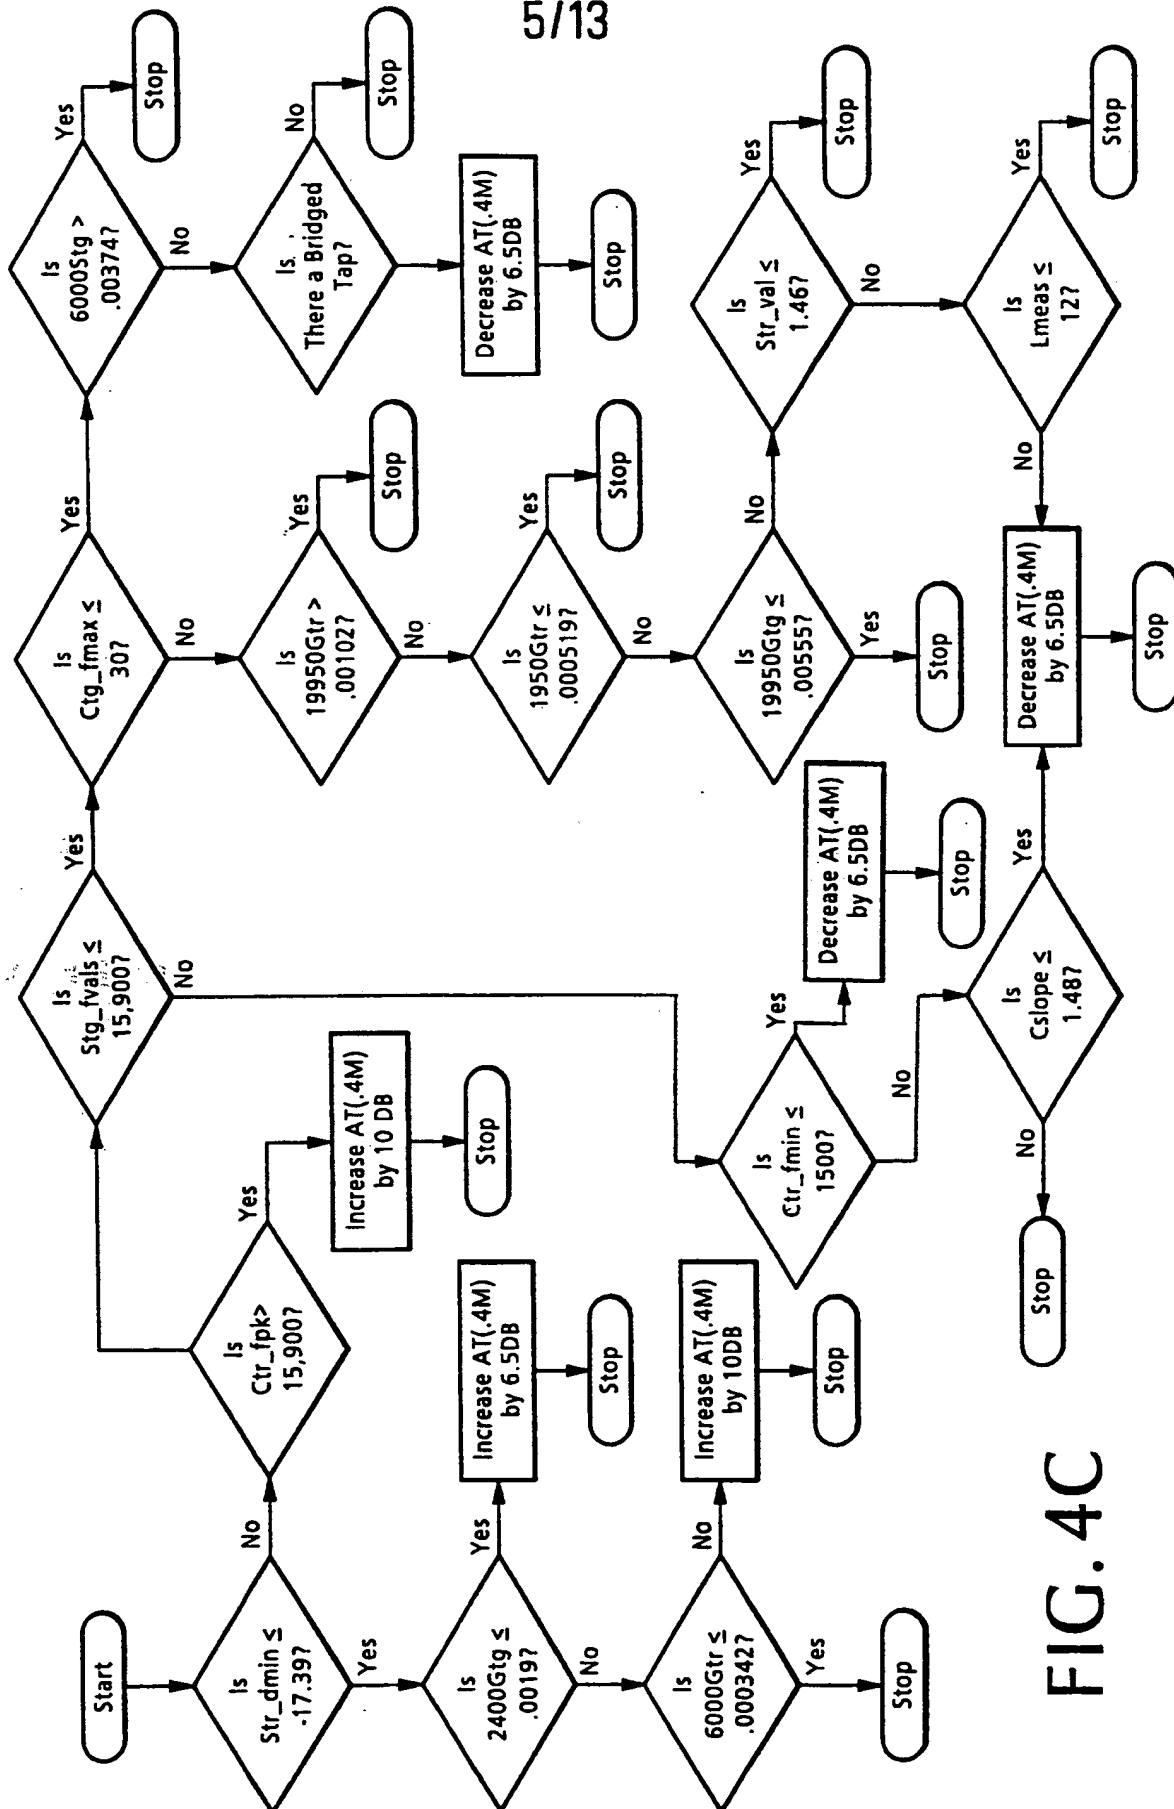 5/13
Start
Is
Str_dmin ≤
-17.39?
No
Yes
Is
Ctr_fpk>
15,900?
Yes
Increase AT(.4M)
by 10 DB
Stop
Is
2400Gtg ≤
.0019?
Yes
Increase AT(.4M)
by 6.5DB
Stop
No
Is
6000Gtr ≤
.000342?
No
Increase AT(.4M)
by 10DB
Stop
Yes
Stop
Is
Stg_fvals ≤
15,900?
Yes
No
Is
Ctg_fmax ≤
30?
Yes
No
Is
6000Stg >
.00374?
Yes
Stop
No
Is
There a Bridged
Tap?
No
Stop
Decrease AT(.4M)
by 6.5DB
Stop
Is
19950Gtr >
.00102?
Yes
Stop
No
Is
1950Gtr ≤
.000519?
Yes
Stop
No
Is
19950Gtg ≤
.00555?
No
Yes
Stop
Is
Str_val ≤
1.46?
Yes
Stop
No
Is
Lmeas ≤
12?
Yes
Stop
No
Decrease AT(.4M)
by 6.5DB
Stop
Is
Ctr_fmin ≤
1500?
Yes
Decrease AT(.4M)
by 6.5DB
Stop
No
Is
Cslope ≤
1.48?
Yes
No
Stop
FIG. 4C